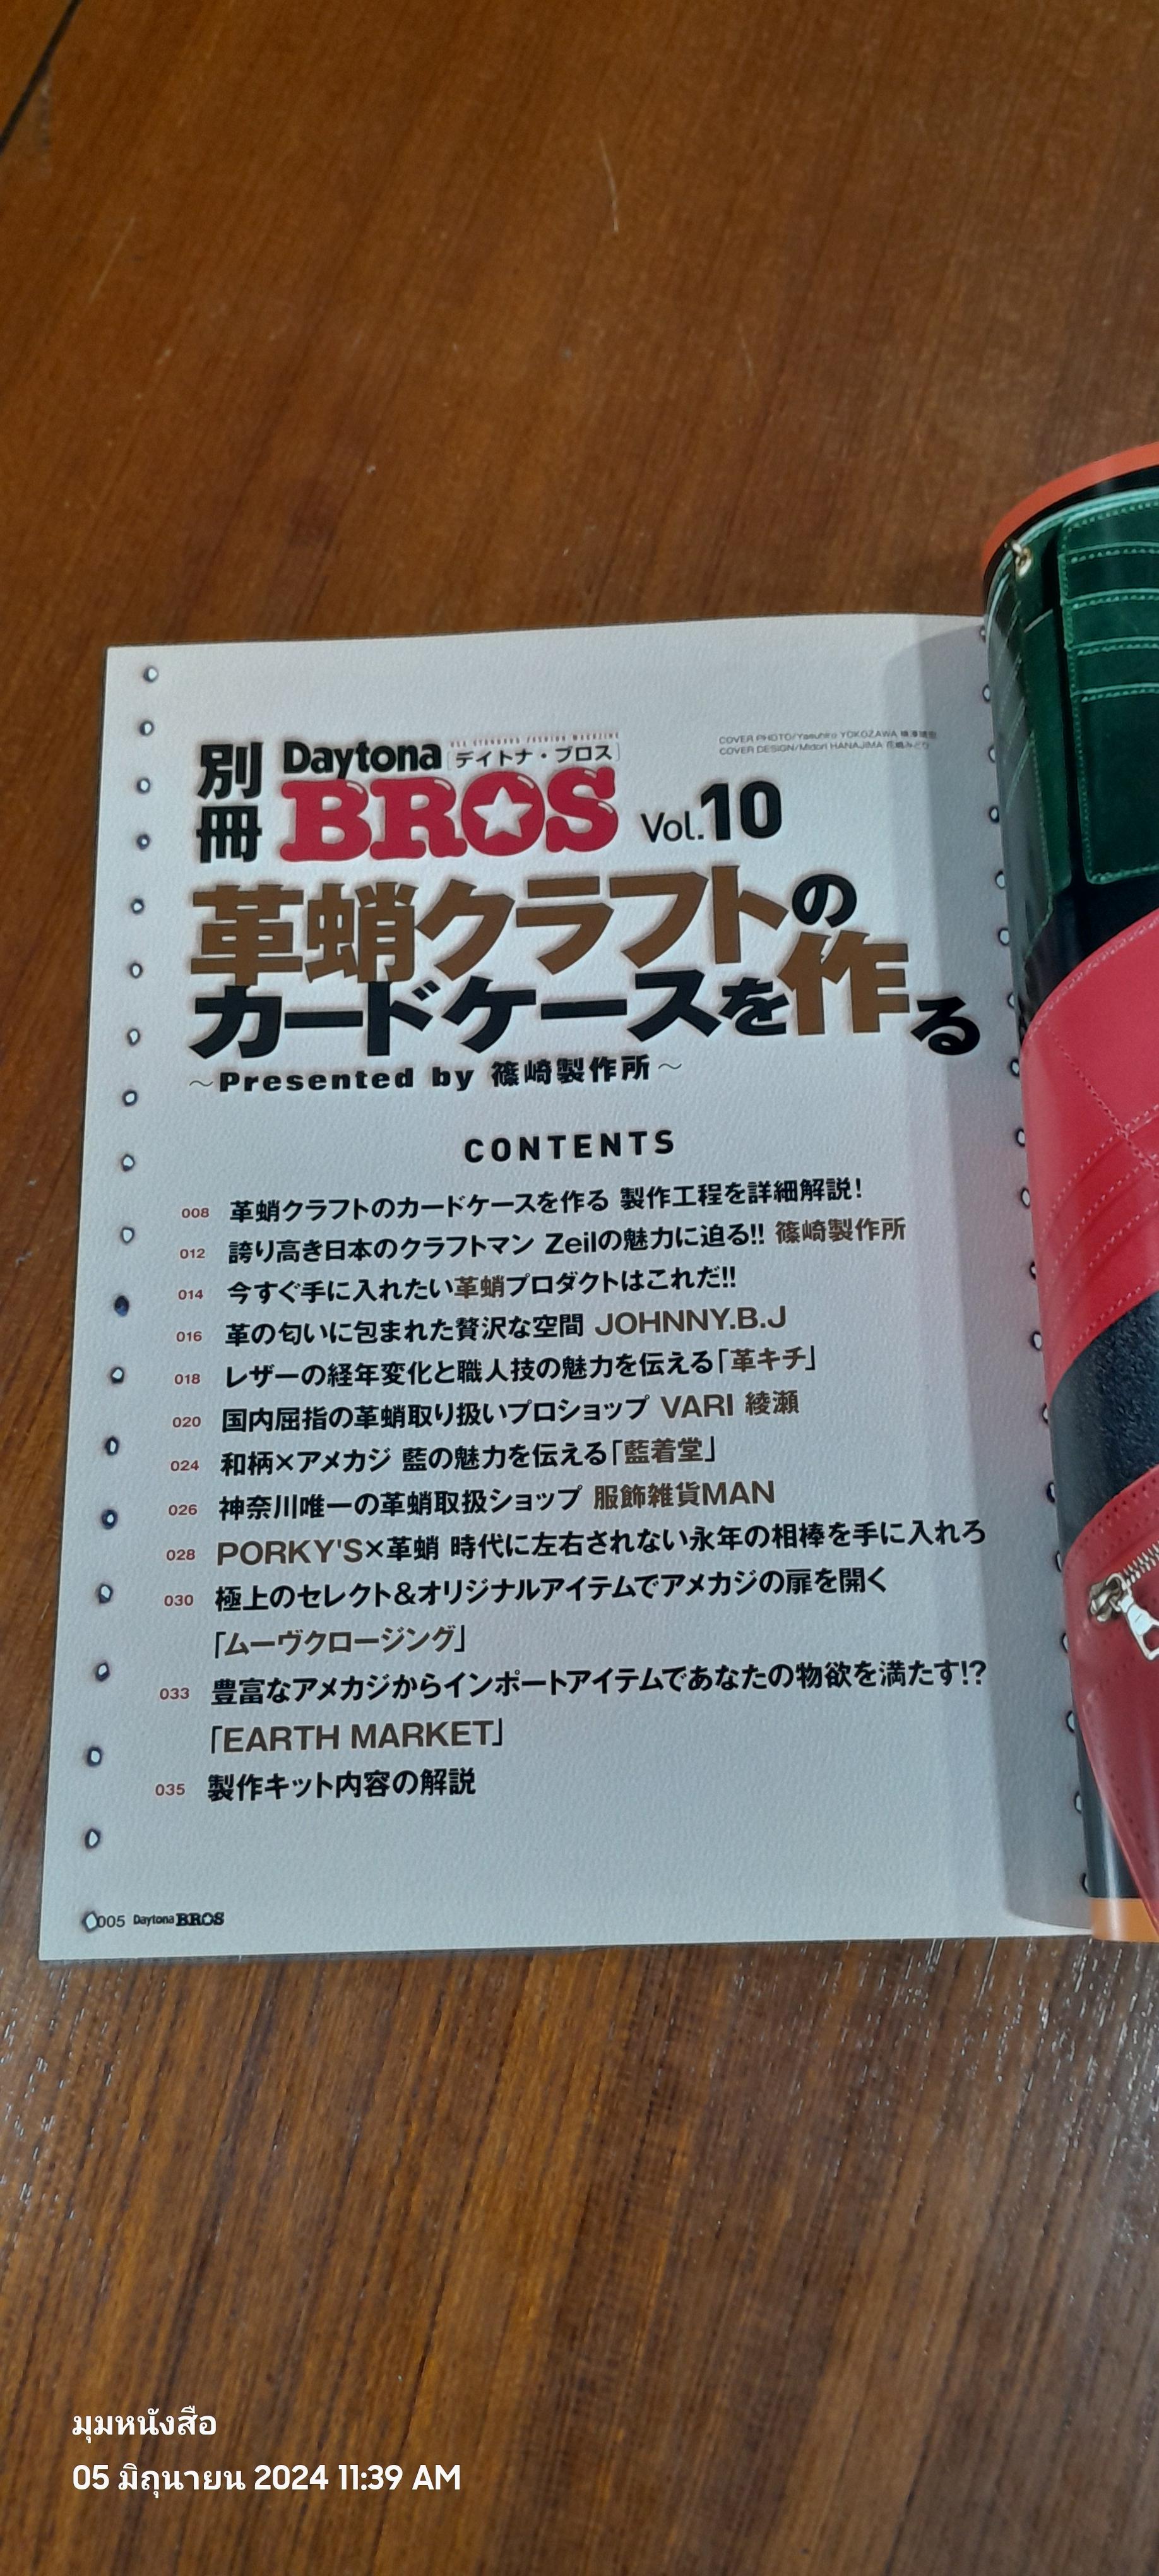 別冊 Daytona [デイトナ・ブロス]
BROS Vol.10
USA STANDARD FASHION MAGAZINE
COVER PHOTO/Yasuhiro YOKOZAWA
COVER DESIGN/Midori HANAJIMA 花嶋みどり
革蛸クラフトの
カードケースを作る
～Presented by 篠崎製作所～
CONTENTS
008 革蛸クラフトのカードケースを作る 製作工程を詳細解説!
012 誇り高き日本のクラフトマン Zeilの魅力に迫る!! 篠崎製作所
014 今すぐ手に入れたい革蛸プロダクトはこれだ!!
016 革の匂いに包まれた贅沢な空間 JOHNNY.B.J
018 レザーの経年変化と職人技の魅力を伝える「革キチ」
020 国内屈指の革蛸取り扱いプロショップ VARI 綾瀬
024 和柄×アメカジ 藍の魅力を伝える「藍着堂」
026 神奈川唯一の革蛸取扱ショップ 服飾雑貨MAN
028 PORKY'S×革蛸 時代に左右されない永年の相棒を手に入れろ
030 極上のセレクト&オリジナルアイテムでアメカジの扉を開く
「ムーヴクロージング」
033 豊富なアメカジからインポートアイテムであなたの物欲を満たす!?
「EARTH MARKET」
035 製作キット内容の解説
005 Daytona BROS
มุมหนังสือ
05 มิถุนายน 2024 11:39 AM